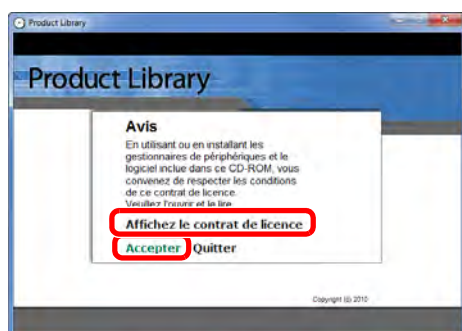 Product Library
Product Library
Avis
En utilisant ou en installant les
gestionnaires de périphériques et le
logiciel inclue dans ce CD-ROM, vous
convenez de respecter les conditions
de ce contrat de licence.
Veuillez l'ouvrir et le lire.
Affichez le contrat de licence
Accepter Quitter
Copyright (c) 2010